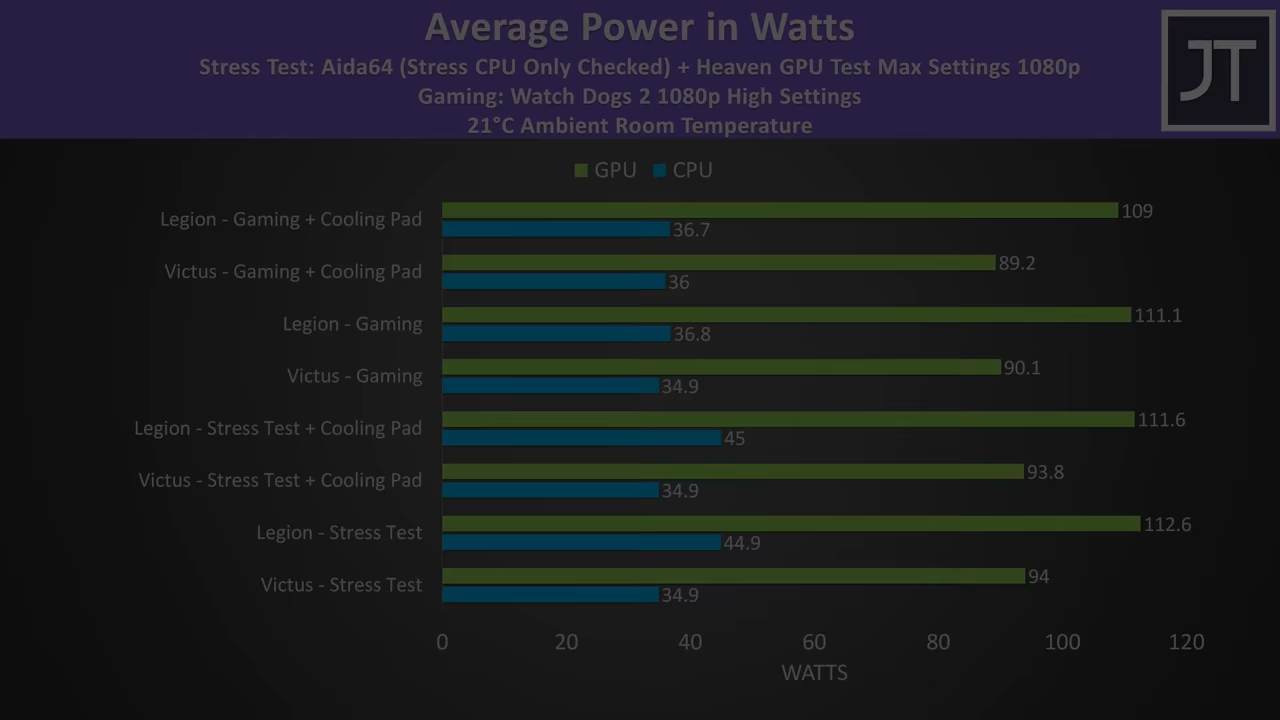 Average Power in Watts
Stress Test: Aida64 (Stress CPU Only Checked) + Heaven GPU Test Max Settings 1080p
Gaming: Watch Dogs 2 1080p High Settings
21°C Ambient Room Temperature
JT
GPU CPU
Legion - Gaming + Cooling Pad 109
36.7
Victus - Gaming + Cooling Pad 89.2
36
Legion - Gaming 111.1
36.8
Victus - Gaming 90.1
34.9
Legion - Stress Test + Cooling Pad 111.6
45
Victus - Stress Test + Cooling Pad 93.8
34.9
Legion - Stress Test 112.6
44.9
Victus - Stress Test 94
34.9
0 20 40 60 80 100 120
WATTS